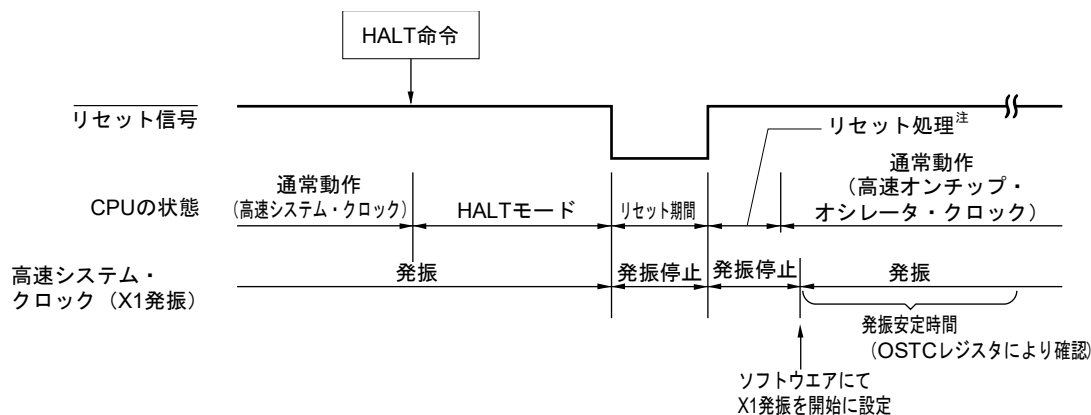 HALT命令
リセット信号
リセット処理注
CPUの状態
通常動作
(高速システム・クロック)
HALTモード
リセット期間
通常動作
(高速オンチップ・
オシレータ・クロック)
高速システム・
クロック(X1発振)
発振
発振停止
発振停止
発振
発振安定時間
(OSTCレジスタにより確認)
ソフトウエアにて
X1発振を開始に設定